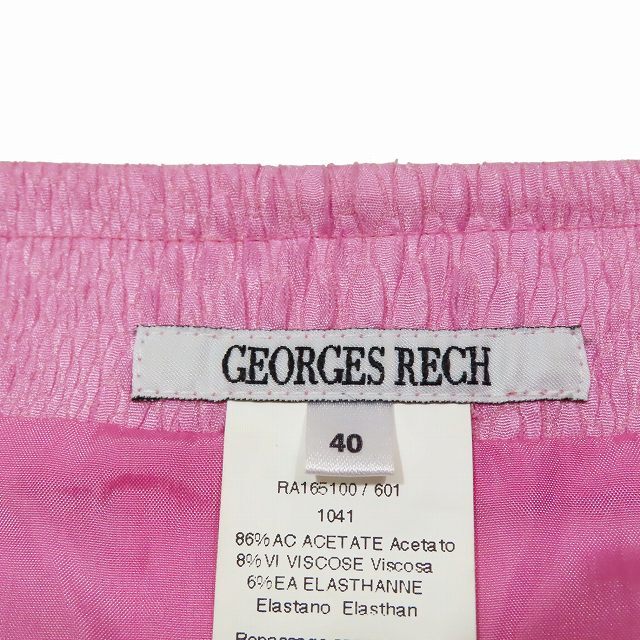 GEORGES RECH
40
RA165100 / 601
1041
86% AC ACETATE Acetato
8% VI VISCOSE Viscosa
6% EA ELASTHANNE
Elastano Elasthan